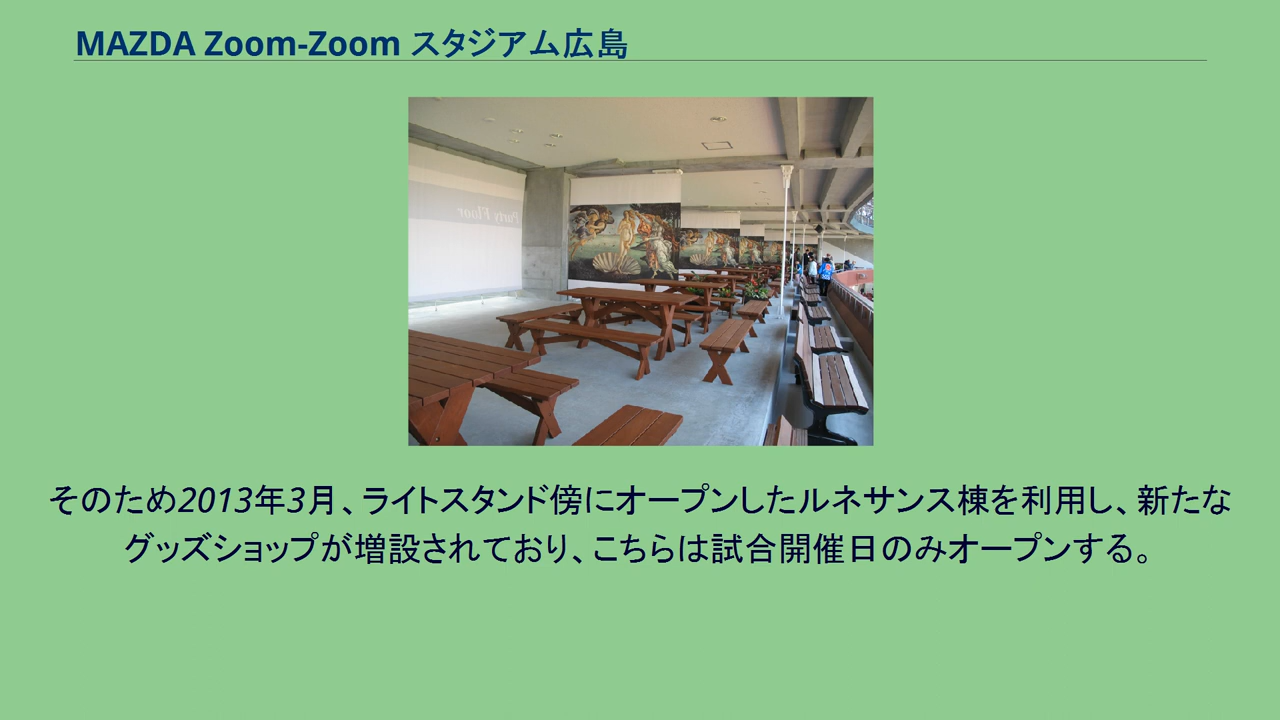 MAZDA Zoom-Zoom スタジアム広島
Party Floor
そのため2013年3月、ライトスタンド傍にオープンしたルネサンス棟を利用し、新たな
グッズショップが増設されており、こちらは試合開催日のみオープンする。